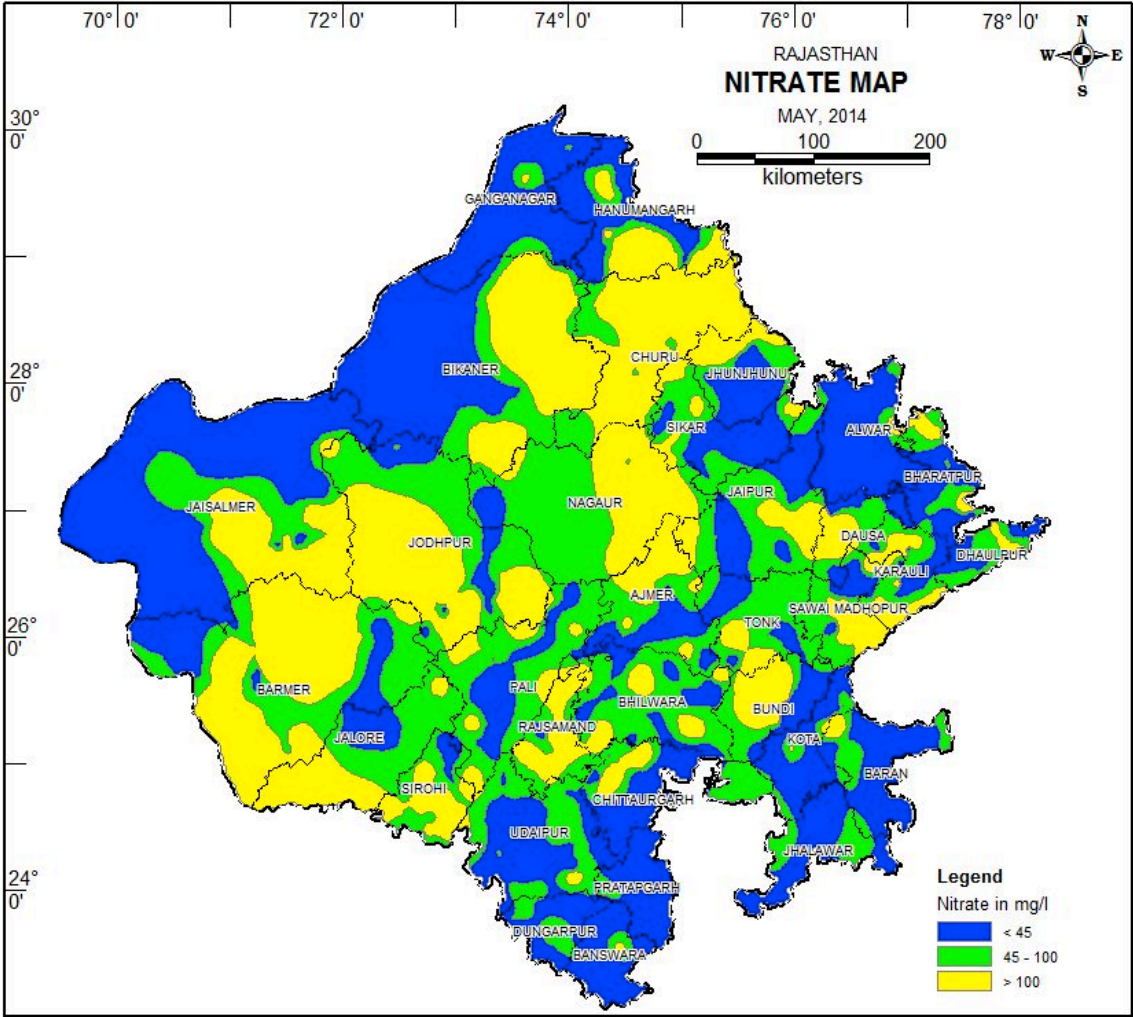 70° 0' 72° 0' 74° 0' 76° 0' 78° 0'
N
W E
S
RAJASTHAN
NITRATE MAP
MAY, 2014
0 100 200
kilometers
30°
0'
GANGANAGAR
HANUMANGARH
28°
0'
BIKANER
CHURU
JHUNJHUNU
SIKAR
ALWAR
BHARATPUR
JAISALMER
NAGAUR
JAIPUR
JODHPUR
DAUSA
DHAULPUR
KARAULI
AJMER
SAWAI MADHOPUR
26°
0'
TONK
BARMER
PALI
BHILWARA
BUNDI
RAJSAMAND
JALORE
KOTA
BARAN
SIROHI
CHITTAURGARH
UDAIPUR
JHALAWAR
24°
0'
PRATAPGARH
DUNGARPUR
BANSWARA
Legend
Nitrate in mg/l
< 45
45 - 100
> 100